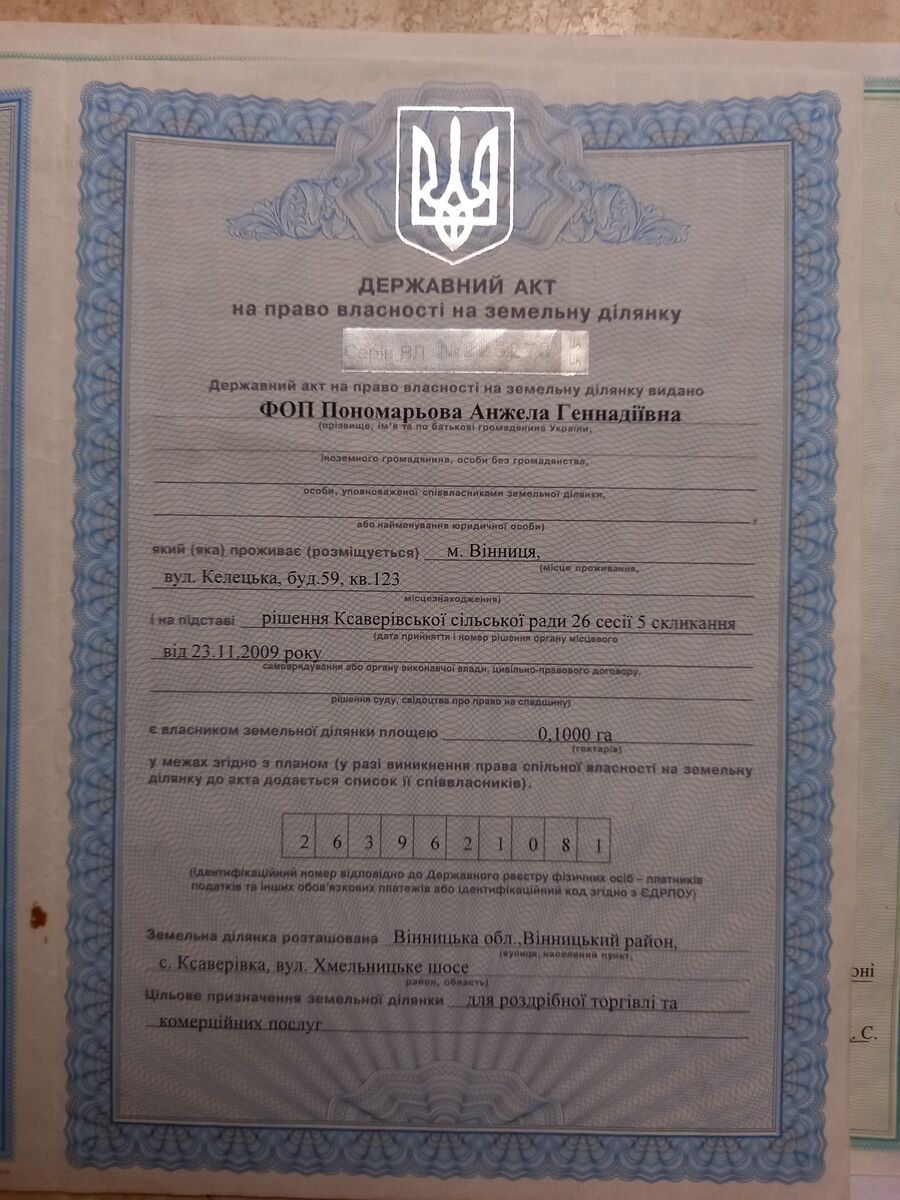 ДЕРЖАВНИЙ АКТ
на право власності на земельну ділянку
Серія ЯЛ №
Державний акт на право власності на земельну ділянку видано
ФОП Пономарьова Анжела Геннадіївна
(прізвище, ім'я та по батькові громадянина України,
іноземного громадянина, особи без громадянства,
особи, уповноваженої співвласниками земельної ділянки,
або найменування юридичної особи)
який (яка) проживає (розміщується) м. Вінниця,
(місце проживання,
вул. Келецька, буд.59, кв.123
місцезнаходження)
і на підставі рішення Ксаверівської сільської ради 26 сесії 5 скликання
(дата прийняття і номер рішення органу місцевого
від 23.11.2009 року
самоврядування або органу виконавчої влади, цивільно-правового договору,
рішення суду, свідоцтва про право на спадщину)
є власником земельної ділянки площею 0,1000 га
(гектарів)
у межах згідно з планом (у разі виникнення права спільної власності на земельну
ділянку до акта додається список її співвласників).
2 6 3 9 6 2 1 0 8 1
(ідентифікаційний номер відповідно до Державного реєстру фізичних осіб – платників
податків та інших обов'язкових платежів або ідентифікаційний код згідно з ЄДРПОУ)
Земельна ділянка розташована Вінницька обл.,Вінницький район,
(вулиця, населений пункт,
с. Ксаверівка, вул. Хмельницьке шосе
район, область)
Цільове призначення земельної ділянки для роздрібної торгівлі та
комерційних послуг
оні
. С.